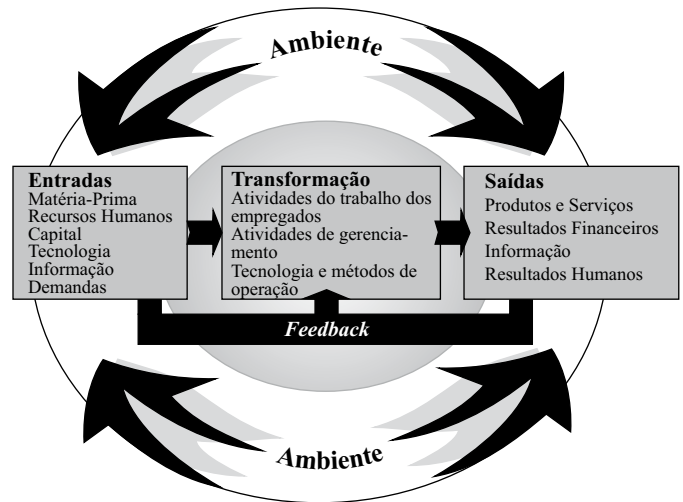 Ambiente
Entradas
Matéria-Prima
Recursos Humanos
Capital
Tecnologia
Informação
Demandas
Transformação
Atividades do trabalho dos
empregados
Atividades de gerencia-
mento
Tecnologia e métodos de
operação
Saídas
Produtos e Serviços
Resultados Financeiros
Informação
Resultados Humanos
Feedback
Ambiente